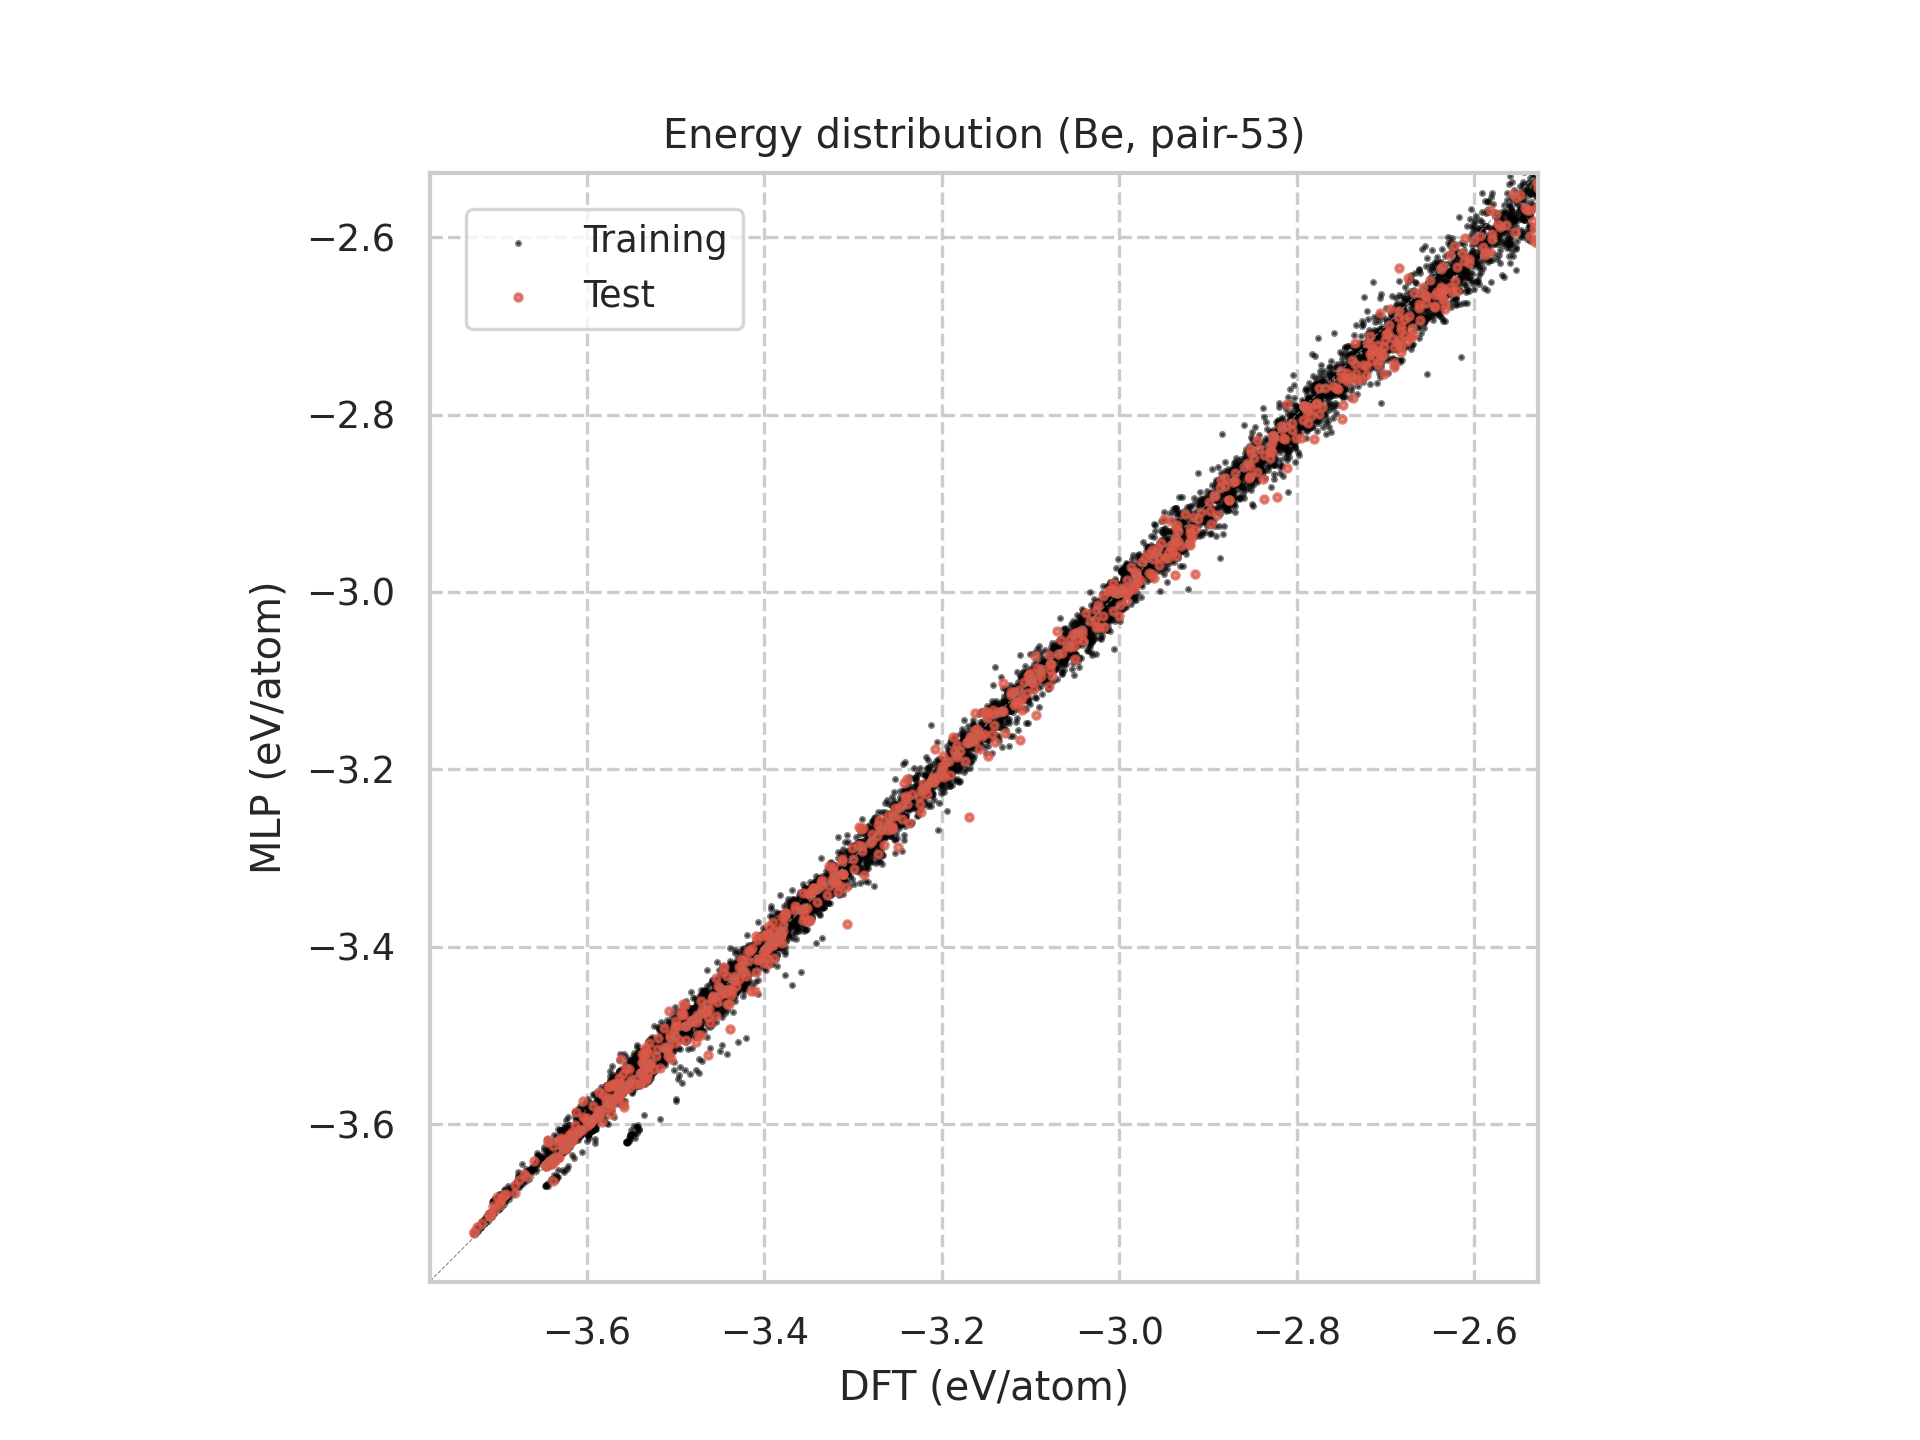 Energy distribution (Be, pair-53)
Training
Test
−2.6
−2.8
−3.0
−3.2
−3.4
−3.6
MLP (eV/atom)
−3.6 −3.4 −3.2 −3.0 −2.8 −2.6
DFT (eV/atom)